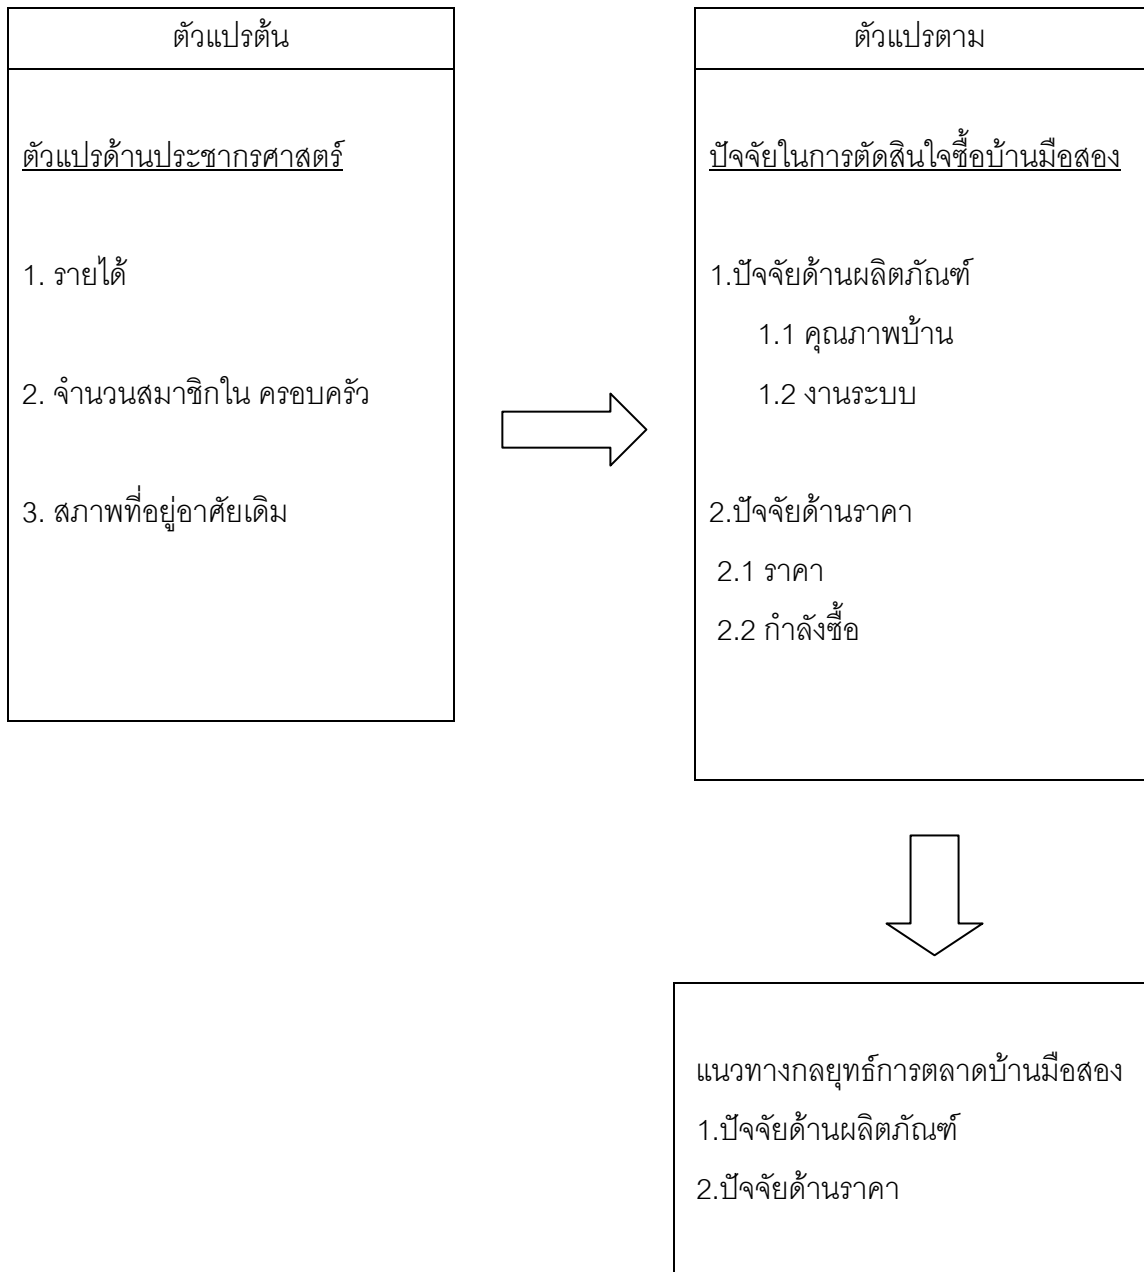 ตัวแปรต้น
ตัวแปรด้านประชากรศาสตร์
1. รายได้
2. จำนวนสมาชิกใน ครอบครัว
3. สภาพที่อยู่อาศัยเดิม
ตัวแปรตาม
ปัจจัยในการตัดสินใจซื้อบ้านมือสอง
1.ปัจจัยด้านผลิตภัณฑ์
1.1 คุณภาพบ้าน
1.2 งานระบบ
2.ปัจจัยด้านราคา
2.1 ราคา
2.2 กำลังซื้อ
แนวทางกลยุทธ์การตลาดบ้านมือสอง
1.ปัจจัยด้านผลิตภัณฑ์
2.ปัจจัยด้านราคา